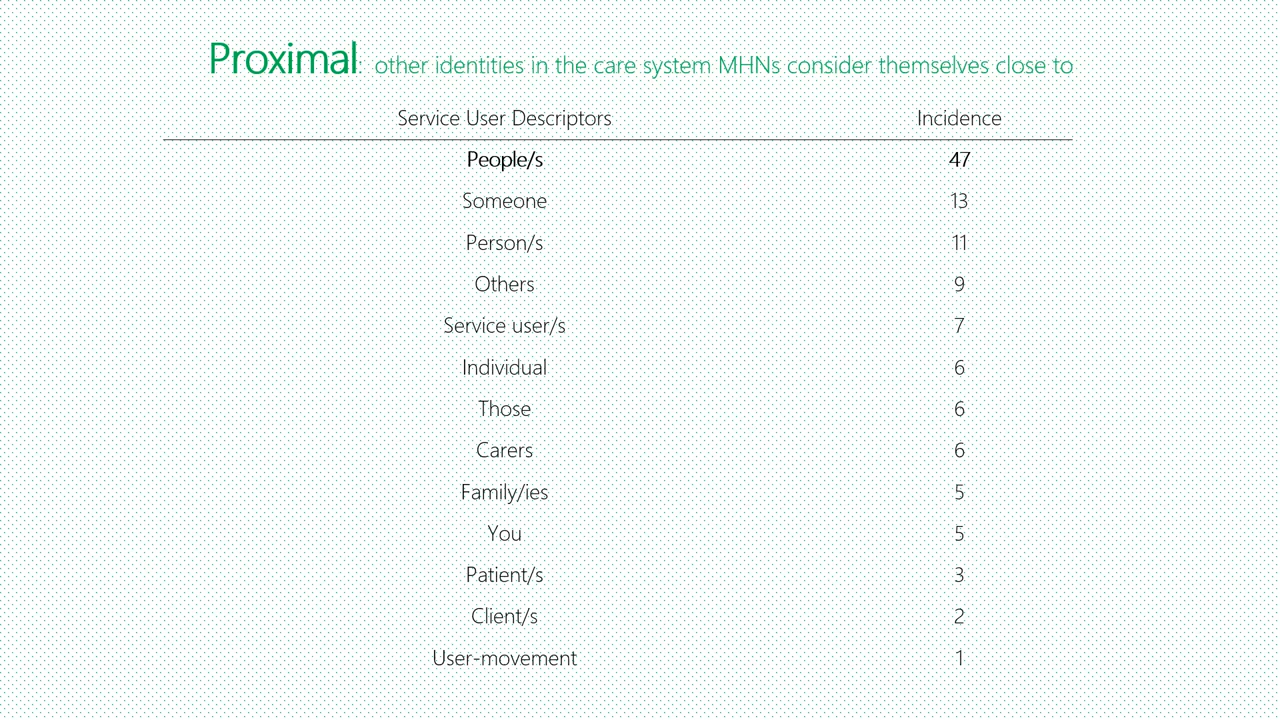 Proximal: other identities in the care system MHNs consider themselves close to
Service User Descriptors Incidence
People/s 47
Someone 13
Person/s 11
Others 9
Service user/s 7
Individual 6
Those 6
Carers 6
Family/ies 5
You 5
Patient/s 3
Client/s 2
User-movement 1